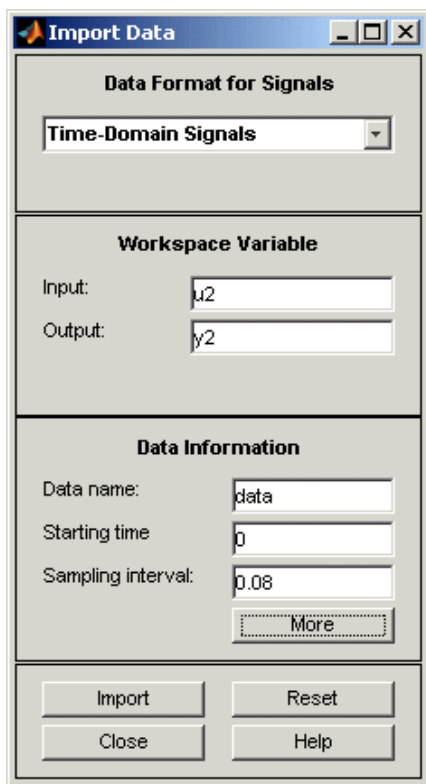 Import Data
Data Format for Signals
Time-Domain Signals
Workspace Variable
Input: u2
Output: y2
Data Information
Data name: data
Starting time 0
Sampling interval: 0.08
More
Import Reset
Close Help